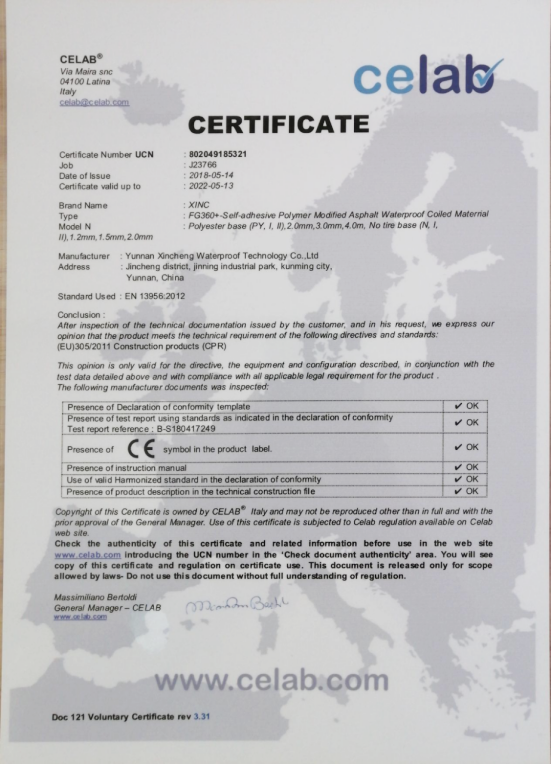 CELAB®
Via Maira snc
04100 Latina
Italy
celab@celab.com
celab
CERTIFICATE
Certificate Number UCN : 802049185321
Job : J23766
Date of Issue : 2018-05-14
Certificate valid up to : 2022-05-13
Brand Name : XINC
Type : FG360+-Self-adhesive Polymer Modified Asphalt Waterproof Coiled Material
Model N : Polyester base (PY, I, II),2.0mm,3.0mm,4.0m, No tire base (N, I,
II),1.2mm,1.5mm,2.0mm
Manufacturer : Yunnan Xincheng Waterproof Technology Co.,Ltd
Address : Jincheng district, jinning industrial park, kunming city,
Yunnan, China
Standard Used : EN 13956:2012
Conclusion :
After inspection of the technical documentation issued by the customer, and in his request, we express our
opinion that the product meets the technical requirement of the following directives and standards:
(EU)305/2011 Construction products (CPR)
This opinion is only valid for the directive, the equipment and configuration described, in conjunction with the
test data detailed above and with compliance with all applicable legal requirement for the product .
The following manufacturer documents was inspected:
Presence of Declaration of conformity template ✔ OK
Presence of test report using standards as indicated in the declaration of conformity
Test report reference : B-S180417249 ✔ OK
Presence of CE symbol in the product label. ✔ OK
Presence of instruction manual ✔ OK
Use of valid Harmonized standard in the declaration of conformity ✔ OK
Presence of product description in the technical construction file ✔ OK
Copyright of this Certificate is owned by CELAB® Italy and may not be reproduced other than in full and with the
prior approval of the General Manager. Use of this certificate is subjected to Celab regulation available on Celab
web site.
Check the authenticity of this certificate and related information before use in the web site
www.celab.com introducing the UCN number in the 'Check document authenticity' area. You will see
copy of this certificate and regulation on certificate use. This document is released only for scope
allowed by laws- Do not use this document without full understanding of regulation.
Massimiliano Bertoldi
General Manager – CELAB
www.celab.com
www.celab.com
Doc 121 Voluntary Certificate rev 3.31